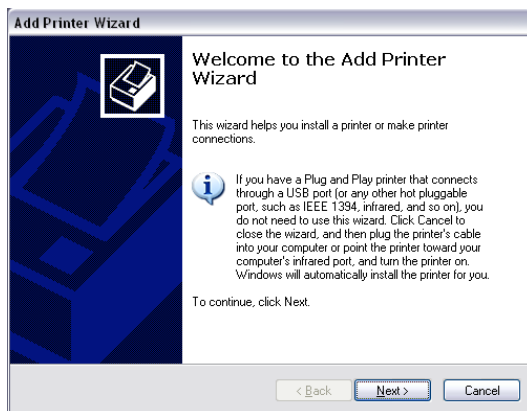 Add Printer Wizard
Welcome to the Add Printer
Wizard
This wizard helps you install a printer or make printer
connections.
If you have a Plug and Play printer that connects
through a USB port (or any other hot pluggable
port, such as IEEE 1394, infrared, and so on), you
do not need to use this wizard. Click Cancel to
close the wizard, and then plug the printer's cable
into your computer or point the printer toward your
computer's infrared port, and turn the printer on.
Windows will automatically install the printer for you.
To continue, click Next.
< Back Next > Cancel